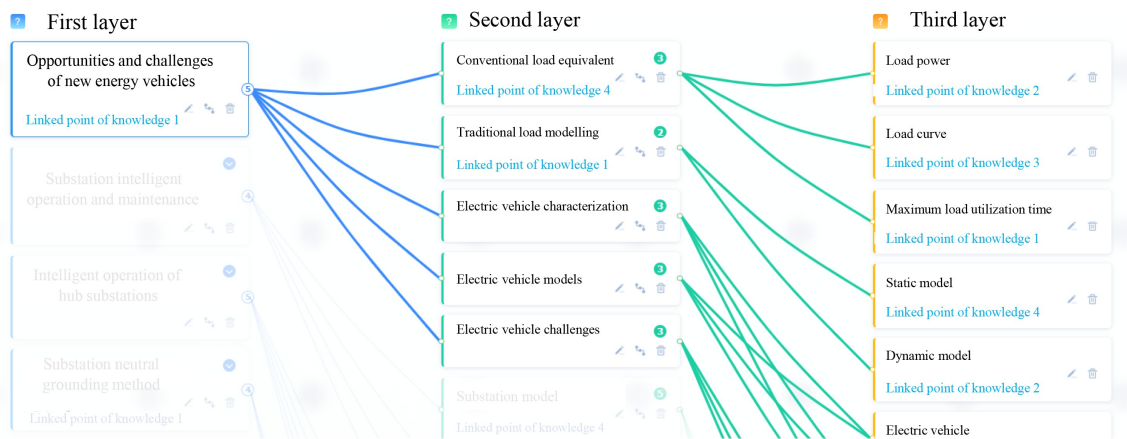 ? First layer
Opportunities and challenges
of new energy vehicles
5
Linked point of knowledge 1
Substation intelligent
operation and maintenance
4
Intelligent operation of
hub substations
5
Substation neutral
grounding method
4
Linked point of knowledge 1
? Second layer
Conventional load equivalent
3
Linked point of knowledge 4
Traditional load modelling
2
Linked point of knowledge 1
Electric vehicle characterization
3
Electric vehicle models
3
Electric vehicle challenges
3
Substation model
5
Linked point of knowledge 4
? Third layer
Load power
Linked point of knowledge 2
Load curve
Linked point of knowledge 3
Maximum load utilization time
Linked point of knowledge 1
Static model
Linked point of knowledge 4
Dynamic model
Linked point of knowledge 2
Electric vehicle